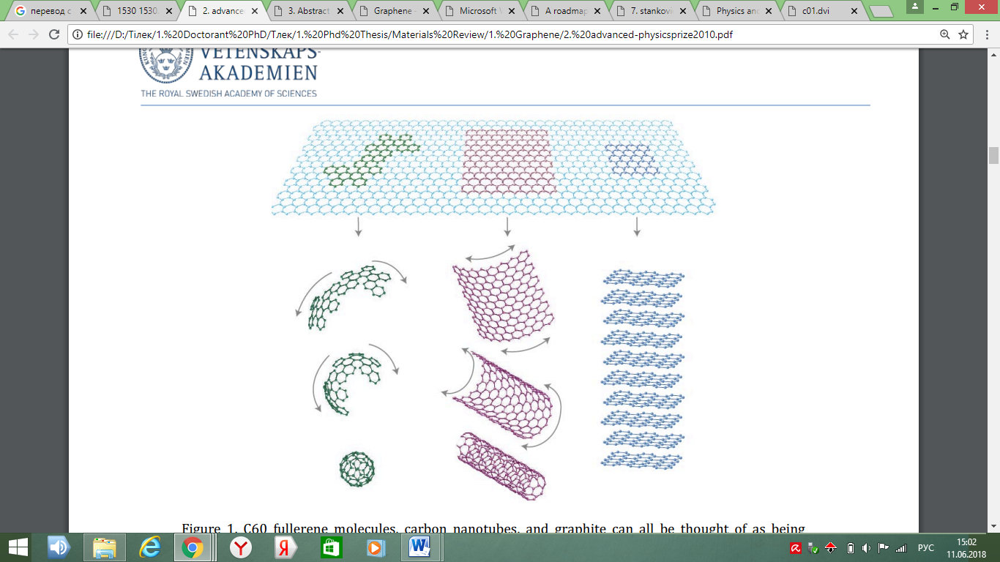 перевод с
1530 1530.
2. advance
3. Abstract
Graphene -
Microsoft
A roadmap
7. stankovi
Physics and
c01.dvi
file:///D:/Тілек/1.%20Doctorant%20PhD/Тлек/1.%20Phd%20Thesis/Materials%20Review/1.%20Graphene/2.%20advanced-physicsprize2010.pdf
VETENSKAPS-
AKADEMIEN
THE ROYAL SWEDISH ACADEMY OF SCIENCES
Figure 1. C60 fullerene molecules, carbon nanotubes, and graphite can all be thought of as being
РУС
15:02
11.06.2018